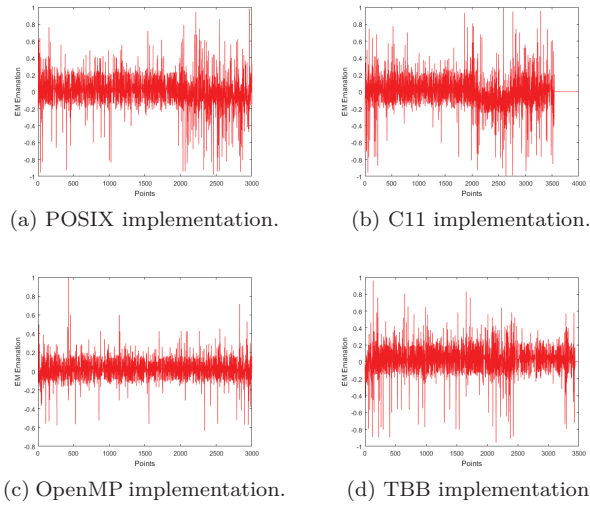 1
0.8
0.6
0.4
0.2
0
-0.2
-0.4
-0.6
-0.8
-1
EM Emanation
0 500 1000 1500 2000 2500 3000
Points
(a) POSIX implementation.
1
0.8
0.6
0.4
0.2
0
-0.2
-0.4
-0.6
-0.8
-1
EM Emanation
0 500 1000 1500 2000 2500 3000 3500 4000
Points
(b) C11 implementation.
1
0.8
0.6
0.4
0.2
0
-0.2
-0.4
-0.6
-0.8
EM Emanation
0 500 1000 1500 2000 2500 3000
Points
(c) OpenMP implementation.
1
0.8
0.6
0.4
0.2
0
-0.2
-0.4
-0.6
-0.8
-1
EM Emanation
0 500 1000 1500 2000 2500 3000 3500
Points
(d) TBB implementation